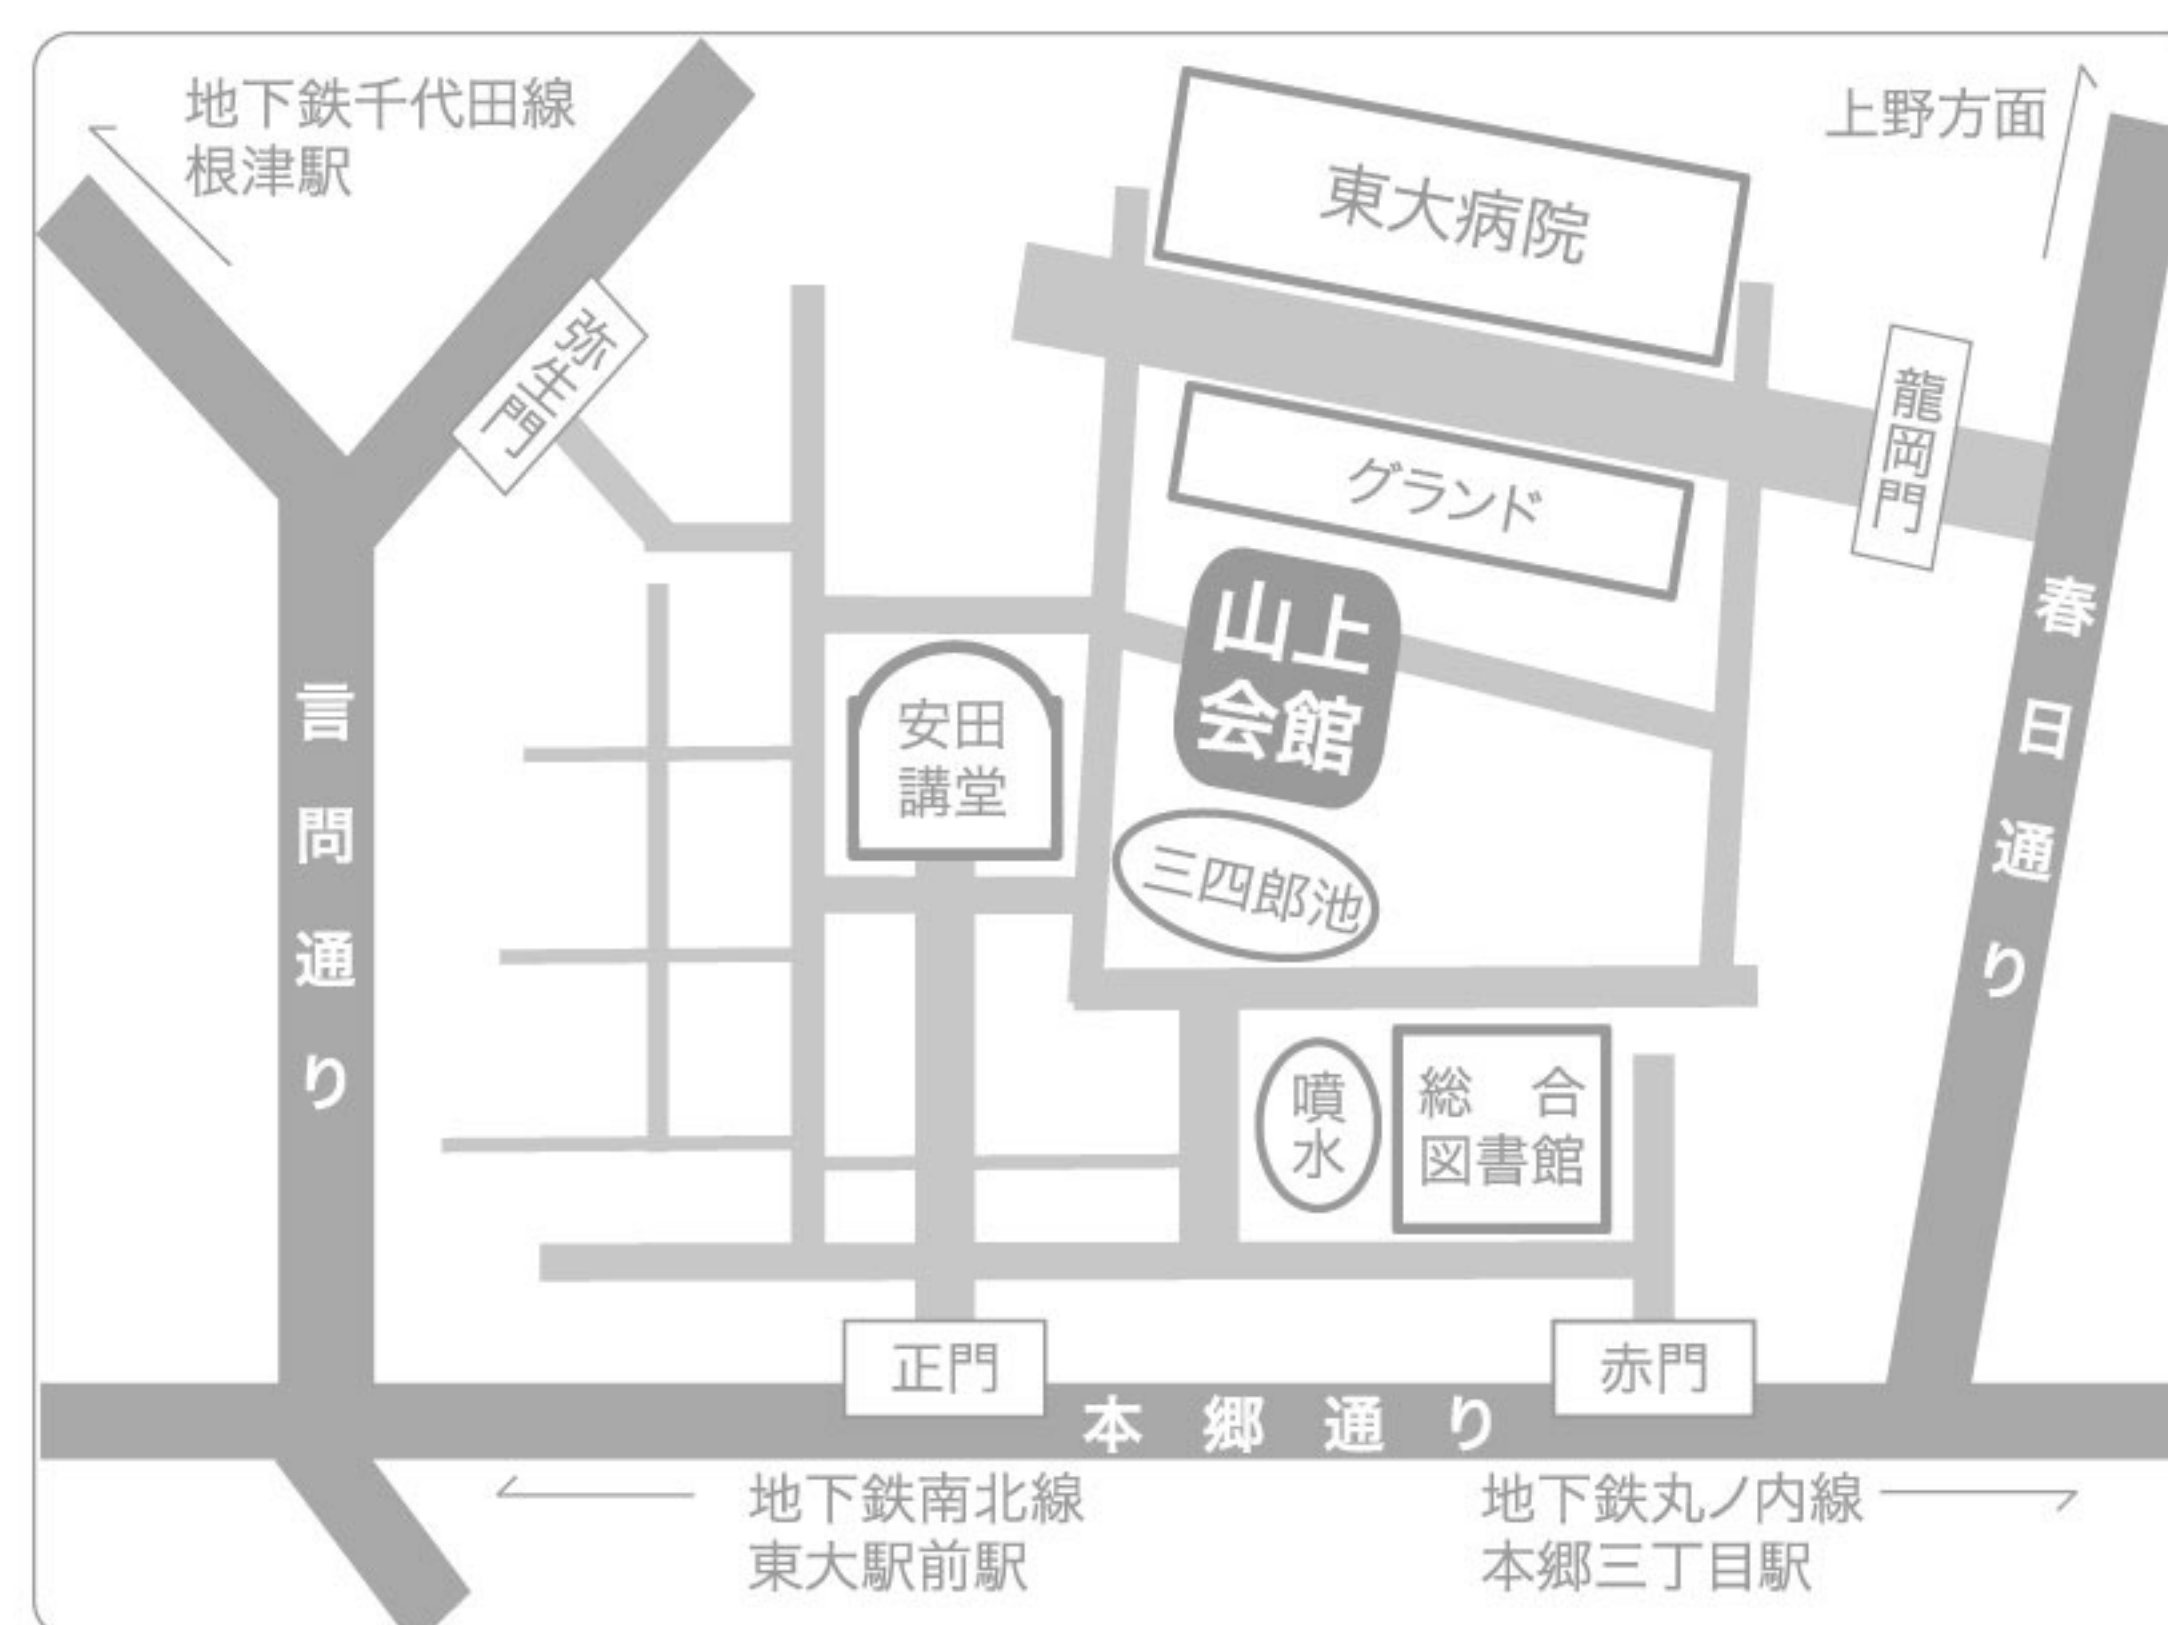 地下鉄千代田線
根津駅
上野方面
東大病院
弥生門
龍岡門
グランド
山上
会館
春日通り
言問通り
安田
講堂
三四郎池
噴水
総　合
図書館
正門
赤門
本郷通り
地下鉄南北線
東大駅前駅
地下鉄丸ノ内線
本郷三丁目駅